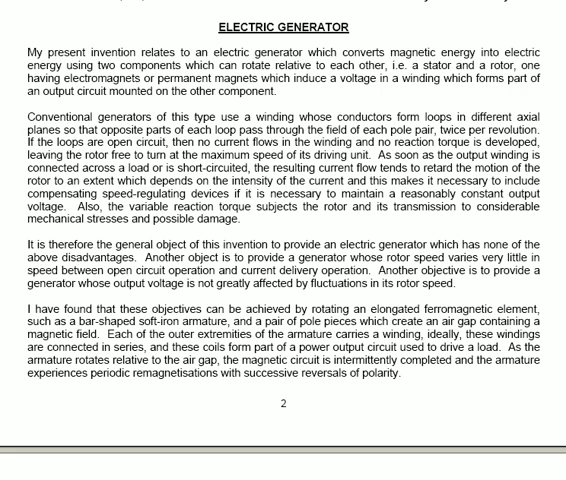 ELECTRIC GENERATOR
My present invention relates to an electric generator which converts magnetic energy into electric
energy using two components which can rotate relative to each other, i.e. a stator and a rotor, one
having electromagnets or permanent magnets which induce a voltage in a winding which forms part of
an output circuit mounted on the other component.
Conventional generators of this type use a winding whose conductors form loops in different axial
planes so that opposite parts of each loop pass through the field of each pole pair, twice per revolution.
If the loops are open circuit, then no current flows in the winding and no reaction torque is developed,
leaving the rotor free to turn at the maximum speed of its driving unit. As soon as the output winding is
connected across a load or is short-circuited, the resulting current flow tends to retard the motion of the
rotor to an extent which depends on the intensity of the current and this makes it necessary to include
compensating speed-regulating devices if it is necessary to maintain a reasonably constant output
voltage. Also, the variable reaction torque subjects the rotor and its transmission to considerable
mechanical stresses and possible damage.
It is therefore the general object of this invention to provide an electric generator which has none of the
above disadvantages. Another object is to provide a generator whose rotor speed varies very little in
speed between open circuit operation and current delivery operation. Another objective is to provide a
generator whose output voltage is not greatly affected by fluctuations in its rotor speed.
I have found that these objectives can be achieved by rotating an elongated ferromagnetic element,
such as a bar-shaped soft-iron armature, and a pair of pole pieces which create an air gap containing a
magnetic field. Each of the outer extremities of the armature carries a winding, ideally, these windings
are connected in series, and these coils form part of a power output circuit used to drive a load. As the
armature rotates relative to the air gap, the magnetic circuit is intermittently completed and the armature
experiences periodic remagnetisations with successive reversals of polarity.
2